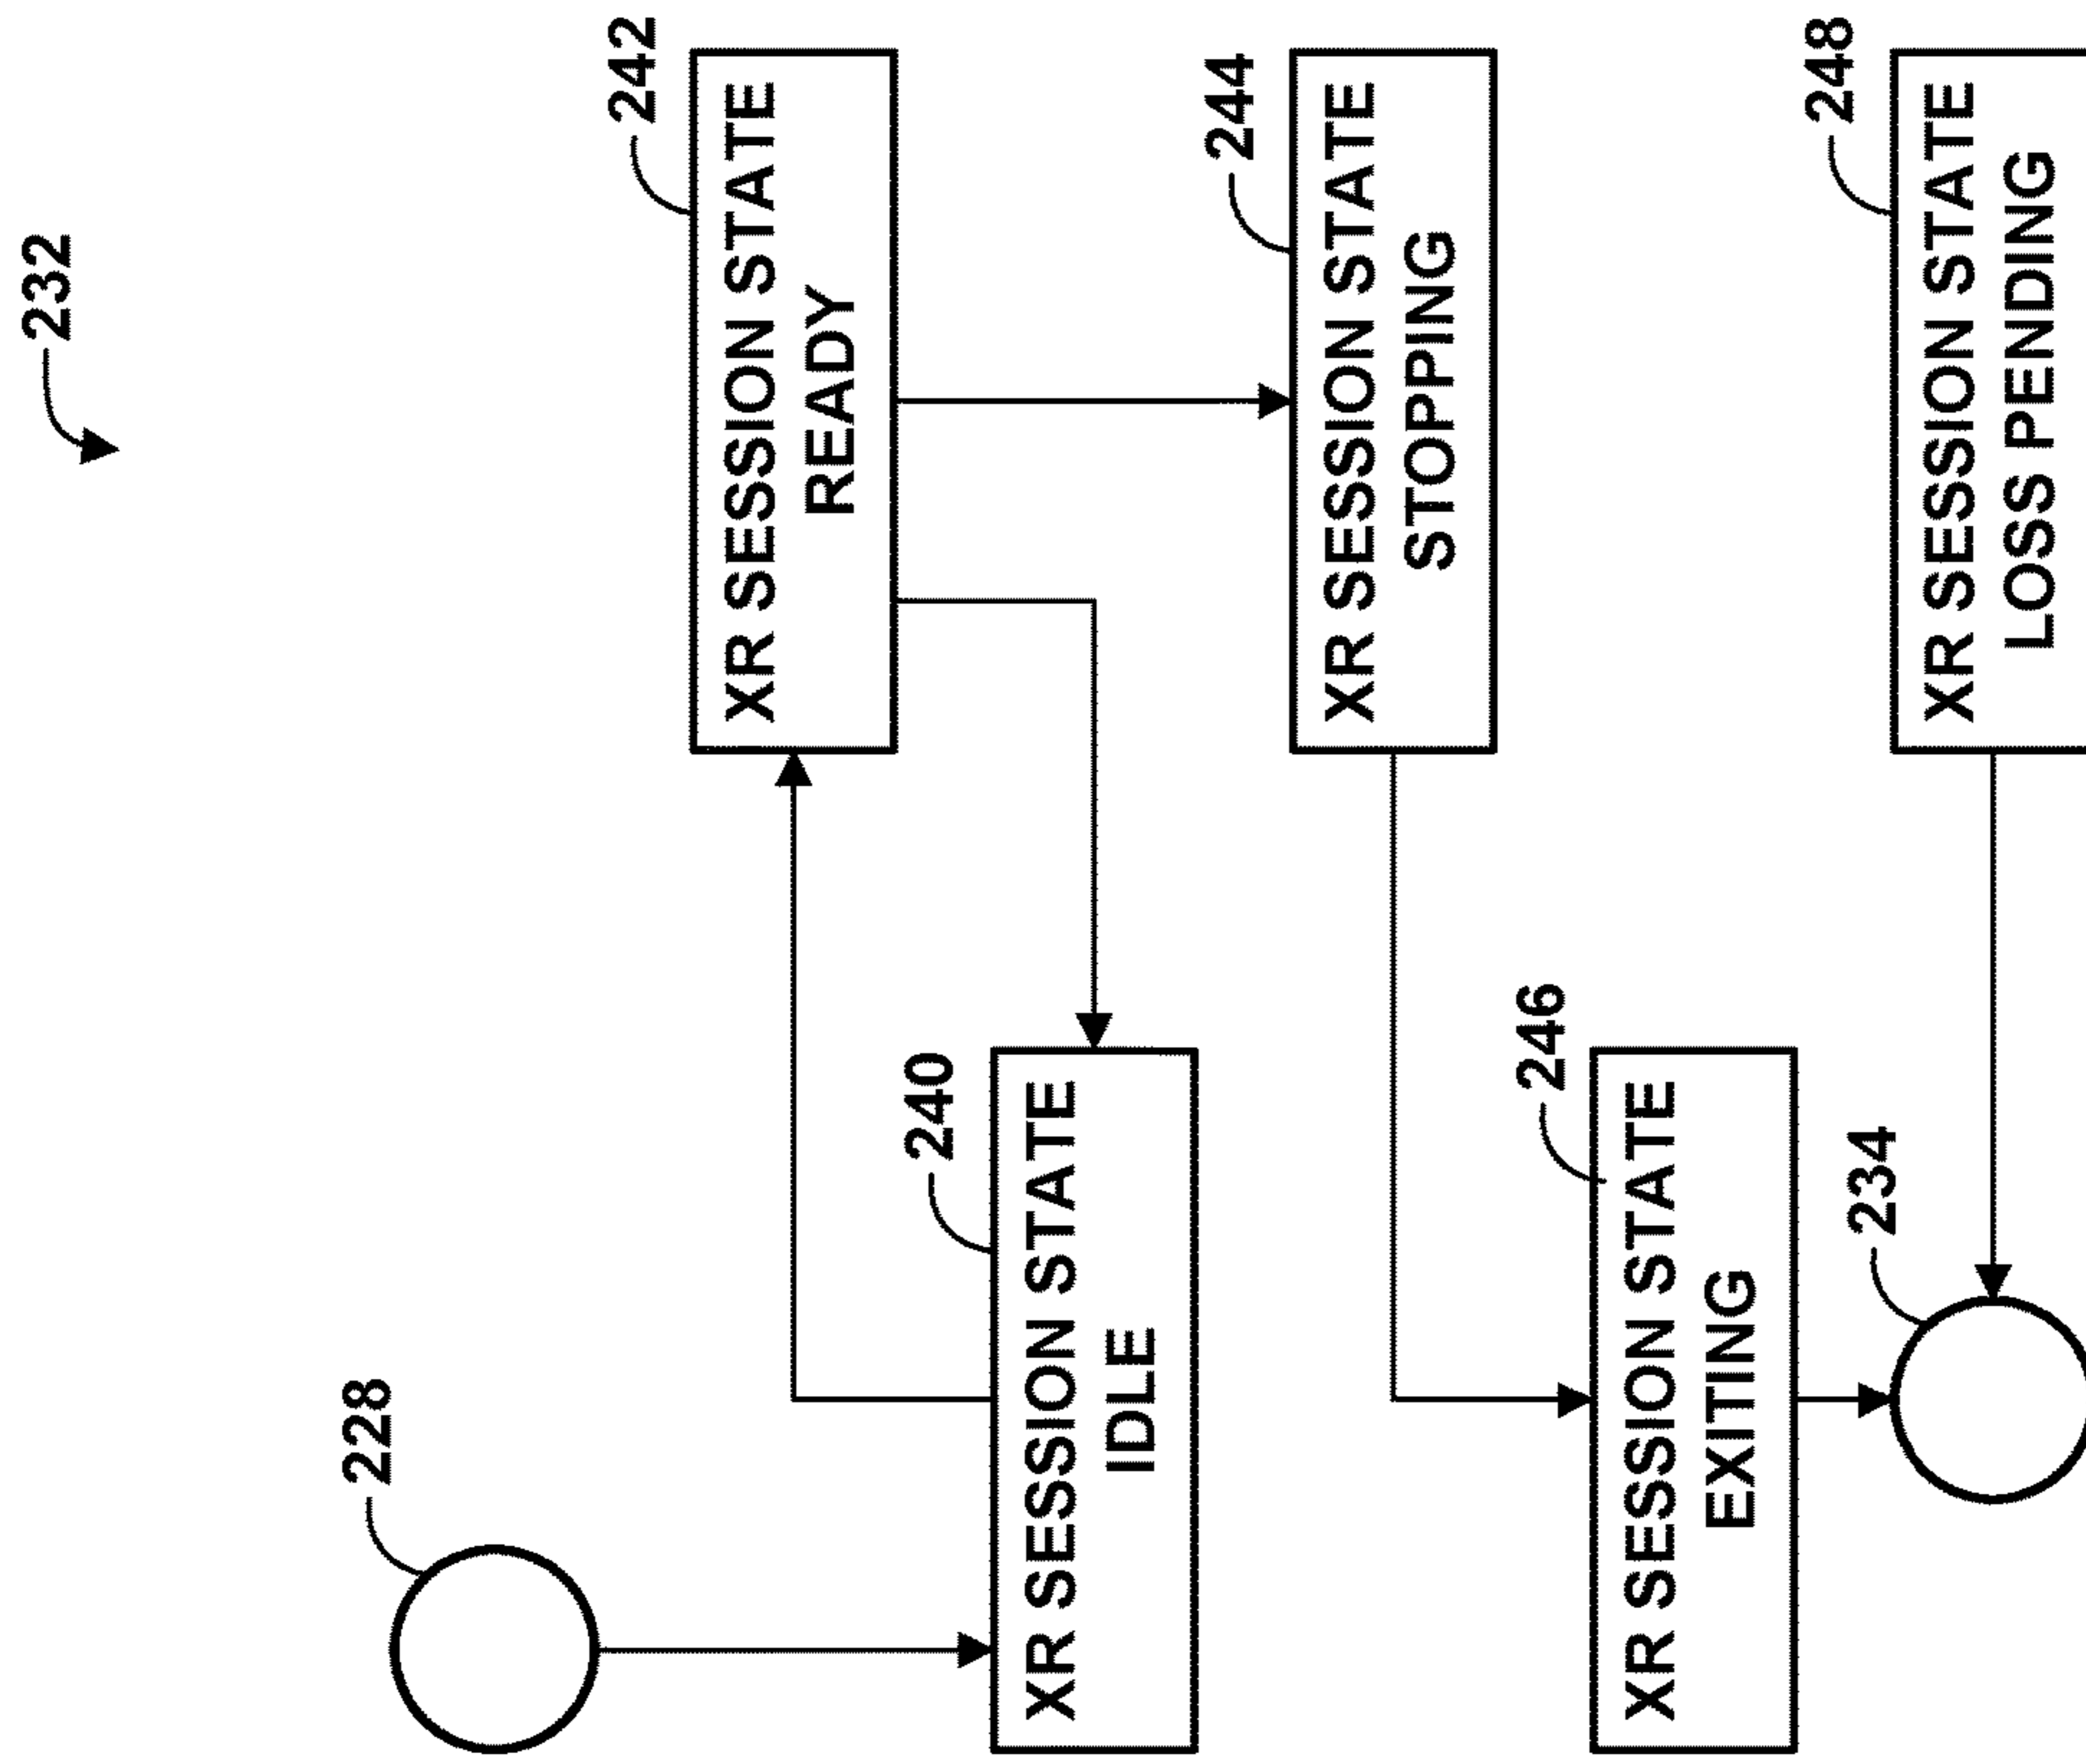 232
228
242
XR SESSION STATE
READY
240
XR SESSION STATE
IDLE
244
XR SESSION STATE
STOPPING
246
XR SESSION STATE
EXITING
248
234
XR SESSION STATE
LOSS PENDING